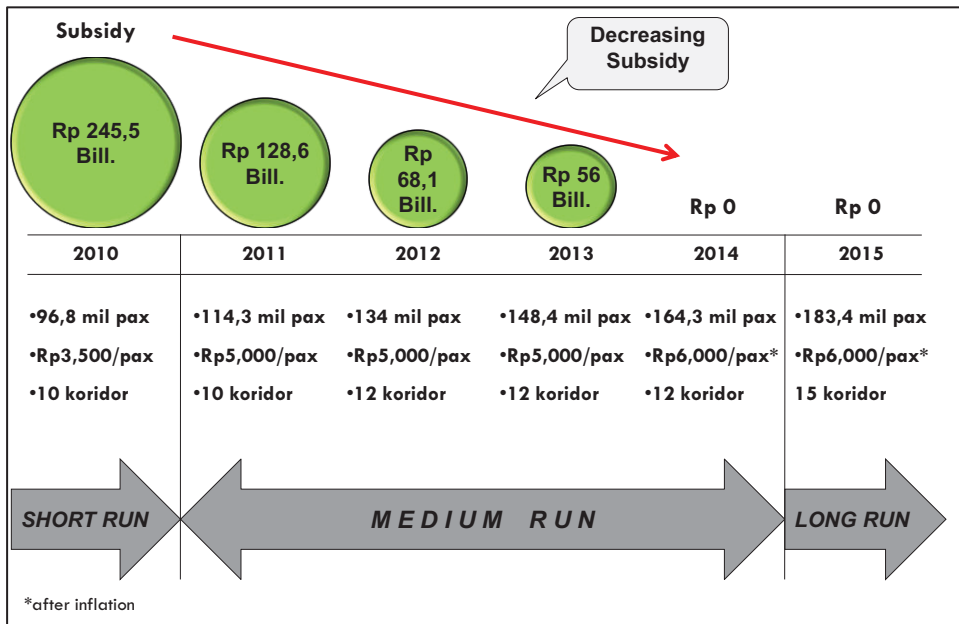 Subsidy
Decreasing
Subsidy
Rp 245,5
Bill.
Rp 128,6
Bill.
Rp
68,1
Bill.
Rp 56
Bill.
Rp 0
Rp 0
2010
2011
2012
2013
2014
2015
•96,8 mil pax
•Rp3,500/pax
•10 koridor
•114,3 mil pax
•Rp5,000/pax
•10 koridor
•134 mil pax
•Rp5,000/pax
•12 koridor
•148,4 mil pax
•Rp5,000/pax
•12 koridor
•164,3 mil pax
•Rp6,000/pax*
•12 koridor
•183,4 mil pax
•Rp6,000/pax*
15 koridor
SHORT RUN
MEDIUM RUN
LONG RUN
*after inflation